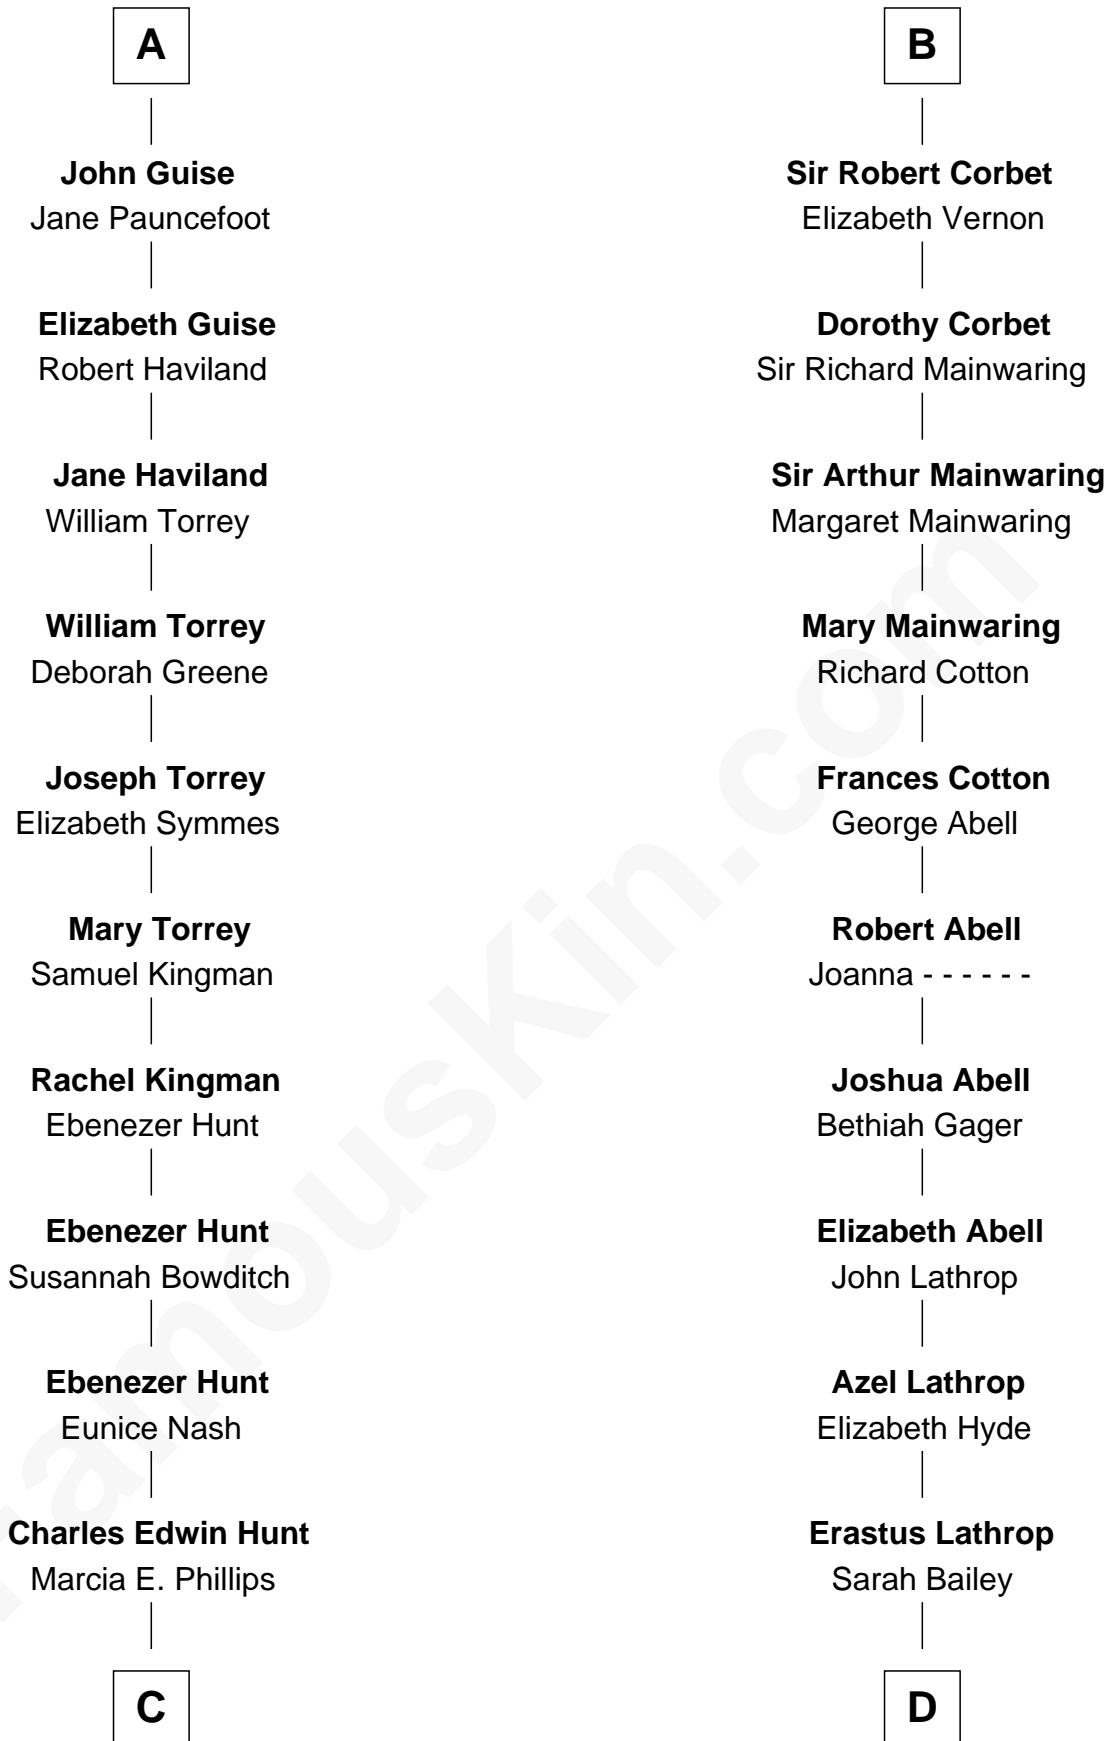 A
John Guise
Jane Pauncefoot
Elizabeth Guise
Robert Haviland
Jane Haviland
William Torrey
William Torrey
Deborah Greene
Joseph Torrey
Elizabeth Symmes
Mary Torrey
Samuel Kingman
Rachel Kingman
Ebenezer Hunt
Ebenezer Hunt
Susannah Bowditch
Ebenezer Hunt
Eunice Nash
Charles Edwin Hunt
Marcia E. Phillips
C
B
Sir Robert Corbet
Elizabeth Vernon
Dorothy Corbet
Sir Richard Mainwaring
Sir Arthur Mainwaring
Margaret Mainwaring
Mary Mainwaring
Richard Cotton
Frances Cotton
George Abell
Robert Abell
Joanna - - - - - -
Joshua Abell
Bethiah Gager
Elizabeth Abell
John Lathrop
Azel Lathrop
Elizabeth Hyde
Erastus Lathrop
Sarah Bailey
D
FamousKin.com